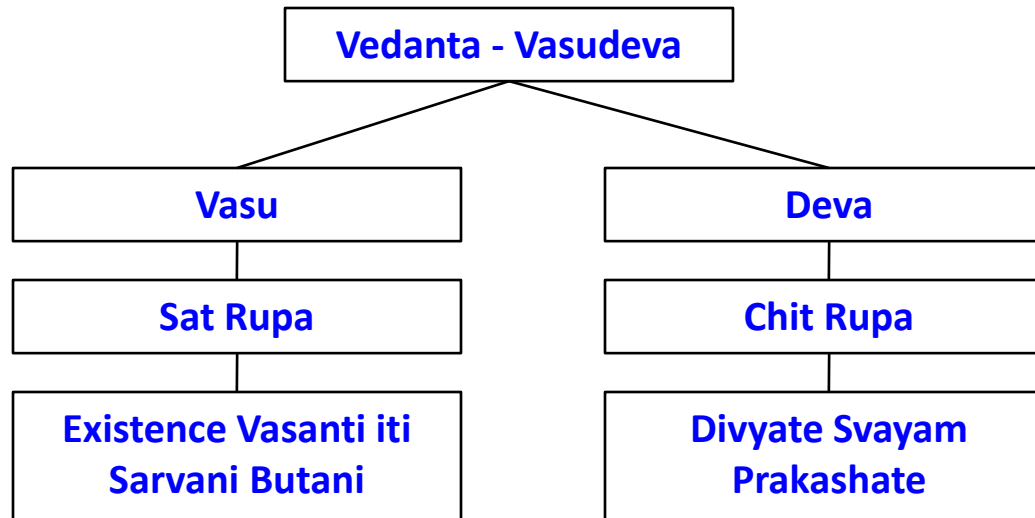 Vedanta - Vasudeva
Vasu
Deva
Sat Rupa
Chit Rupa
Existence Vasanti iti
Sarvani Butani
Divyate Svayam
Prakashate